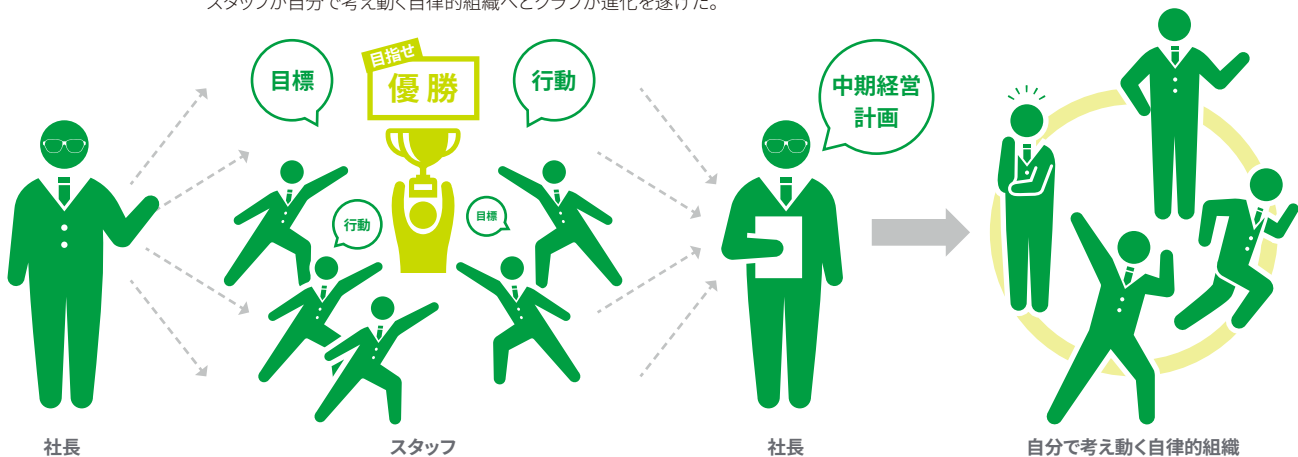 スタッフが自分で考え動く自律的組織へとクラブが進化を遂げた。
目標
目指せ
優勝
行動
中期経営
計画
行動
目標
社長
スタッフ
社長
自分で考え動く自律的組織